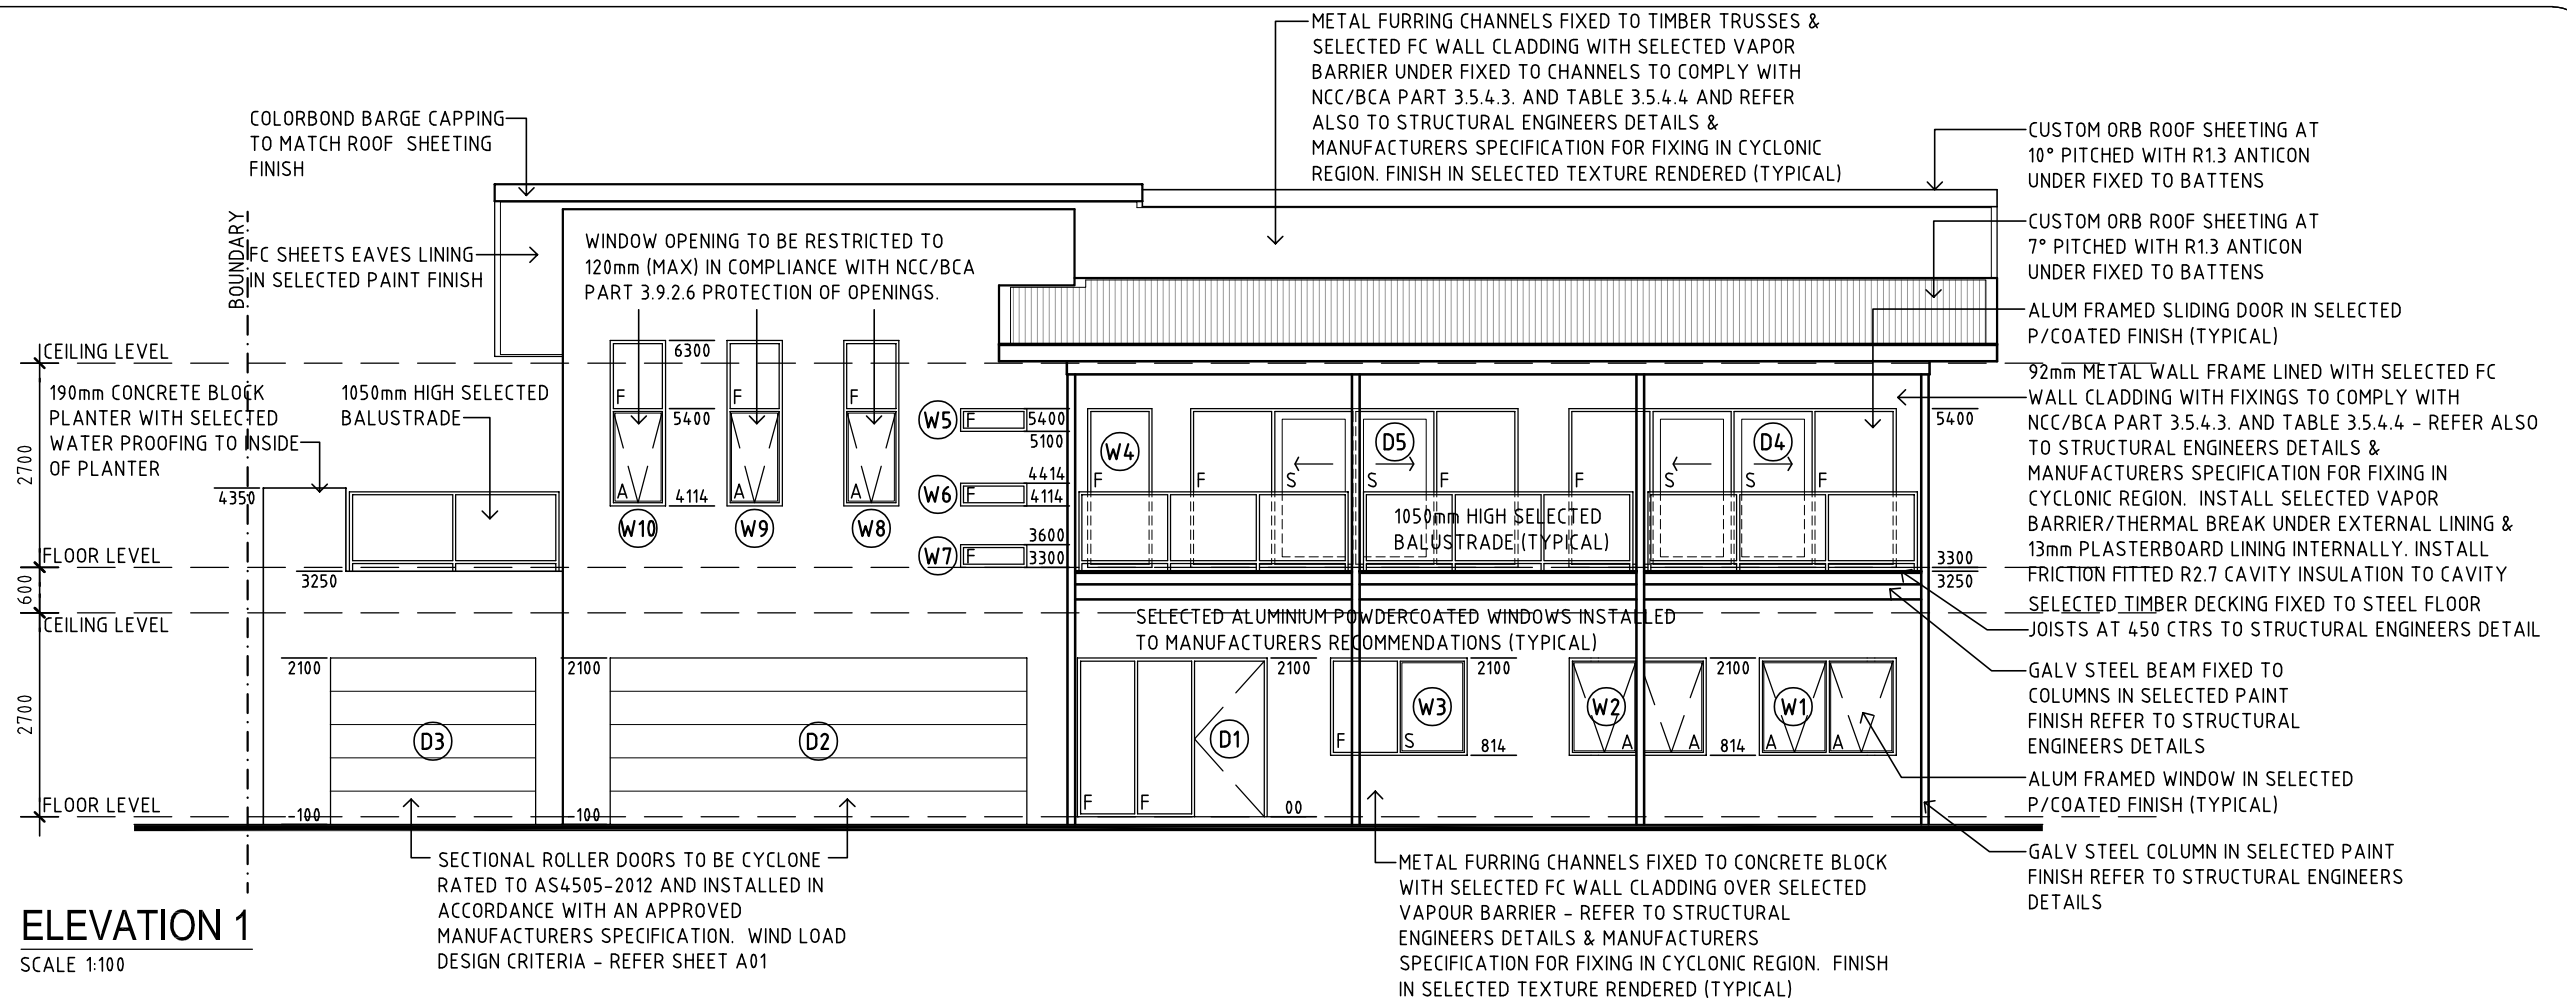 METAL FURRING CHANNELS FIXED TO TIMBER TRUSSES &
SELECTED FC WALL CLADDING WITH SELECTED VAPOR
BARRIER UNDER FIXED TO CHANNELS TO COMPLY WITH
NCC/BCA PART 3.5.4.3. AND TABLE 3.5.4.4 AND REFER
ALSO TO STRUCTURAL ENGINEERS DETAILS &
MANUFACTURERS SPECIFICATION FOR FIXING IN CYCLONIC
REGION. FINISH IN SELECTED TEXTURE RENDERED (TYPICAL)
COLORBOND BARGE CAPPING
TO MATCH ROOF SHEETING
FINISH
BOUNDARY
FC SHEETS EAVES LINING
IN SELECTED PAINT FINISH
WINDOW OPENING TO BE RESTRICTED TO
120mm (MAX) IN COMPLIANCE WITH NCC/BCA
PART 3.9.2.6 PROTECTION OF OPENINGS.
CUSTOM ORB ROOF SHEETING AT
10° PITCHED WITH R1.3 ANTICON
UNDER FIXED TO BATTENS
CUSTOM ORB ROOF SHEETING AT
7° PITCHED WITH R1.3 ANTICON
UNDER FIXED TO BATTENS
ALUM FRAMED SLIDING DOOR IN SELECTED
P/COATED FINISH (TYPICAL)
92mm METAL WALL FRAME LINED WITH SELECTED FC
WALL CLADDING WITH FIXINGS TO COMPLY WITH
NCC/BCA PART 3.5.4.3. AND TABLE 3.5.4.4 - REFER ALSO
TO STRUCTURAL ENGINEERS DETAILS &
MANUFACTURERS SPECIFICATION FOR FIXING IN
CYCLONIC REGION. INSTALL SELECTED VAPOR
BARRIER/THERMAL BREAK UNDER EXTERNAL LINING &
13mm PLASTERBOARD LINING INTERNALLY. INSTALL
FRICTION FITTED R2.7 CAVITY INSULATION TO CAVITY
SELECTED TIMBER DECKING FIXED TO STEEL FLOOR
JOISTS AT 450 CTRS TO STRUCTURAL ENGINEERS DETAIL
GALV STEEL BEAM FIXED TO
COLUMNS IN SELECTED PAINT
FINISH REFER TO STRUCTURAL
ENGINEERS DETAILS
ALUM FRAMED WINDOW IN SELECTED
P/COATED FINISH (TYPICAL)
GALV STEEL COLUMN IN SELECTED PAINT
FINISH REFER TO STRUCTURAL ENGINEERS
DETAILS
CEILING LEVEL
190mm CONCRETE BLOCK
PLANTER WITH SELECTED
WATER PROOFING TO INSIDE
OF PLANTER
1050mm HIGH SELECTED
BALUSTRADE
2700
4350
FLOOR LEVEL
3250
600
CEILING LEVEL
2700
FLOOR LEVEL
6300
5400
4114
F F F
A A A
W10 W9 W8
W5 F 5400
5100
W6 F 4414
4114
W7 F 3600
3300
W4 D5 D4
F F S S F F S S
5400
3300
3250
1050mm HIGH SELECTED
BALUSTRADE (TYPICAL)
SELECTED ALUMINIUM POWDERCOATED WINDOWS INSTALLED
TO MANUFACTURERS RECOMMENDATIONS (TYPICAL)
2100 2100 2100 2100 2100
D3 D2 D1 W3 W2 W1
F F F S A A A A
814 814
-100 -100 00
SECTIONAL ROLLER DOORS TO BE CYCLONE
RATED TO AS4505-2012 AND INSTALLED IN
ACCORDANCE WITH AN APPROVED
MANUFACTURERS SPECIFICATION. WIND LOAD
DESIGN CRITERIA - REFER SHEET A01
METAL FURRING CHANNELS FIXED TO CONCRETE BLOCK
WITH SELECTED FC WALL CLADDING OVER SELECTED
VAPOUR BARRIER - REFER TO STRUCTURAL
ENGINEERS DETAILS & MANUFACTURERS
SPECIFICATION FOR FIXING IN CYCLONIC REGION. FINISH
IN SELECTED TEXTURE RENDERED (TYPICAL)
ELEVATION 1
SCALE 1:100